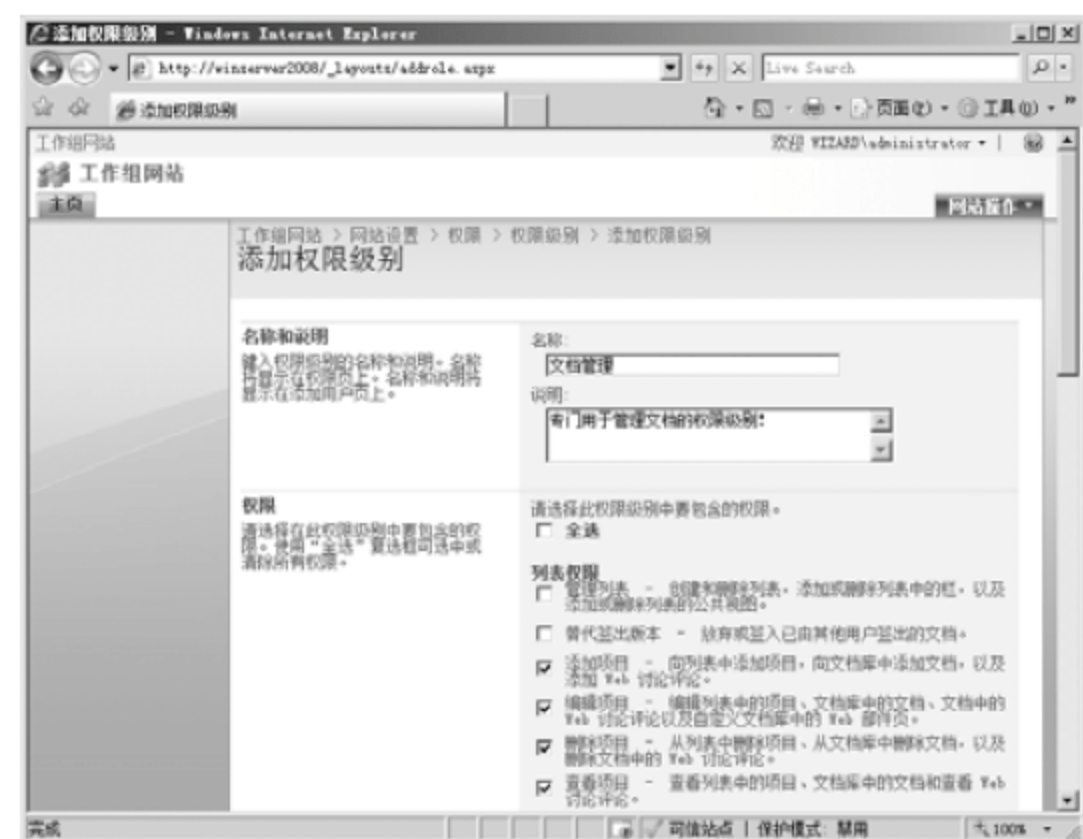 添加权限级别 - Windows Internet Explorer
http://winserver2008/_layouts/addrole.aspx
Live Search
添加权限级别
页面(P)
工具(O)
工作组网站
欢迎 WIZARD\administrator
工作组网站
主页
网站操作
工作组网站 > 网站设置 > 权限 > 权限级别 > 添加权限级别
添加权限级别
名称和说明
键入权限级别的名称和说明。名称
将显示在权限页上。名称和说明将
显示在添加用户页上。
名称:
文档管理
说明:
专门用于管理文档的权限级别!
权限
请选择在此权限级别中要包含的权
限。使用“全选”复选框可选中或
清除所有权限。
请选择此权限级别中要包含的权限。
全选
列表权限
管理列表 - 创建和删除列表，添加或删除列表中的栏，以及
添加或删除列表的公共视图。
替代签出版本 - 放弃或签入已由其他用户签出的文档。
添加项目 - 向列表中添加项目，向文档库中添加文档，以及
添加 Web 讨论评论。
编辑项目 - 编辑列表中的项目、文档库中的文档、文档中的
Web 讨论评论以及自定义文档库中的 Web 部件页。
删除项目 - 从列表中删除项目、从文档库中删除文档，以及
删除文档中的 Web 讨论评论。
查看项目 - 查看列表中的项目、文档库中的文档和查看 Web
讨论评论。
完成
可信站点 | 保护模式: 禁用
100%